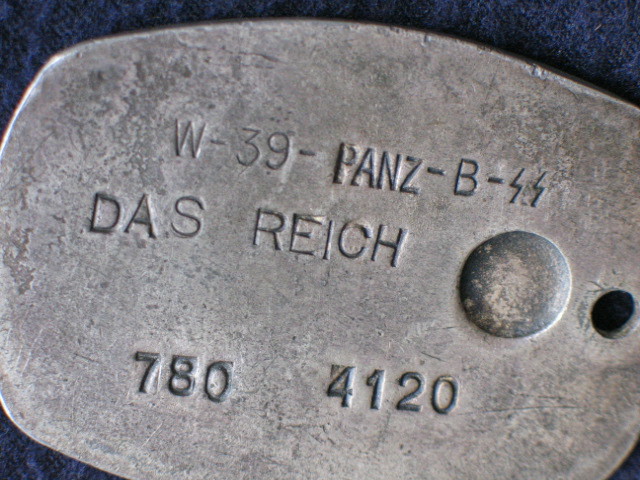 W-39-PANZ-B-ᛋᛋ
DAS REICH
780 4120